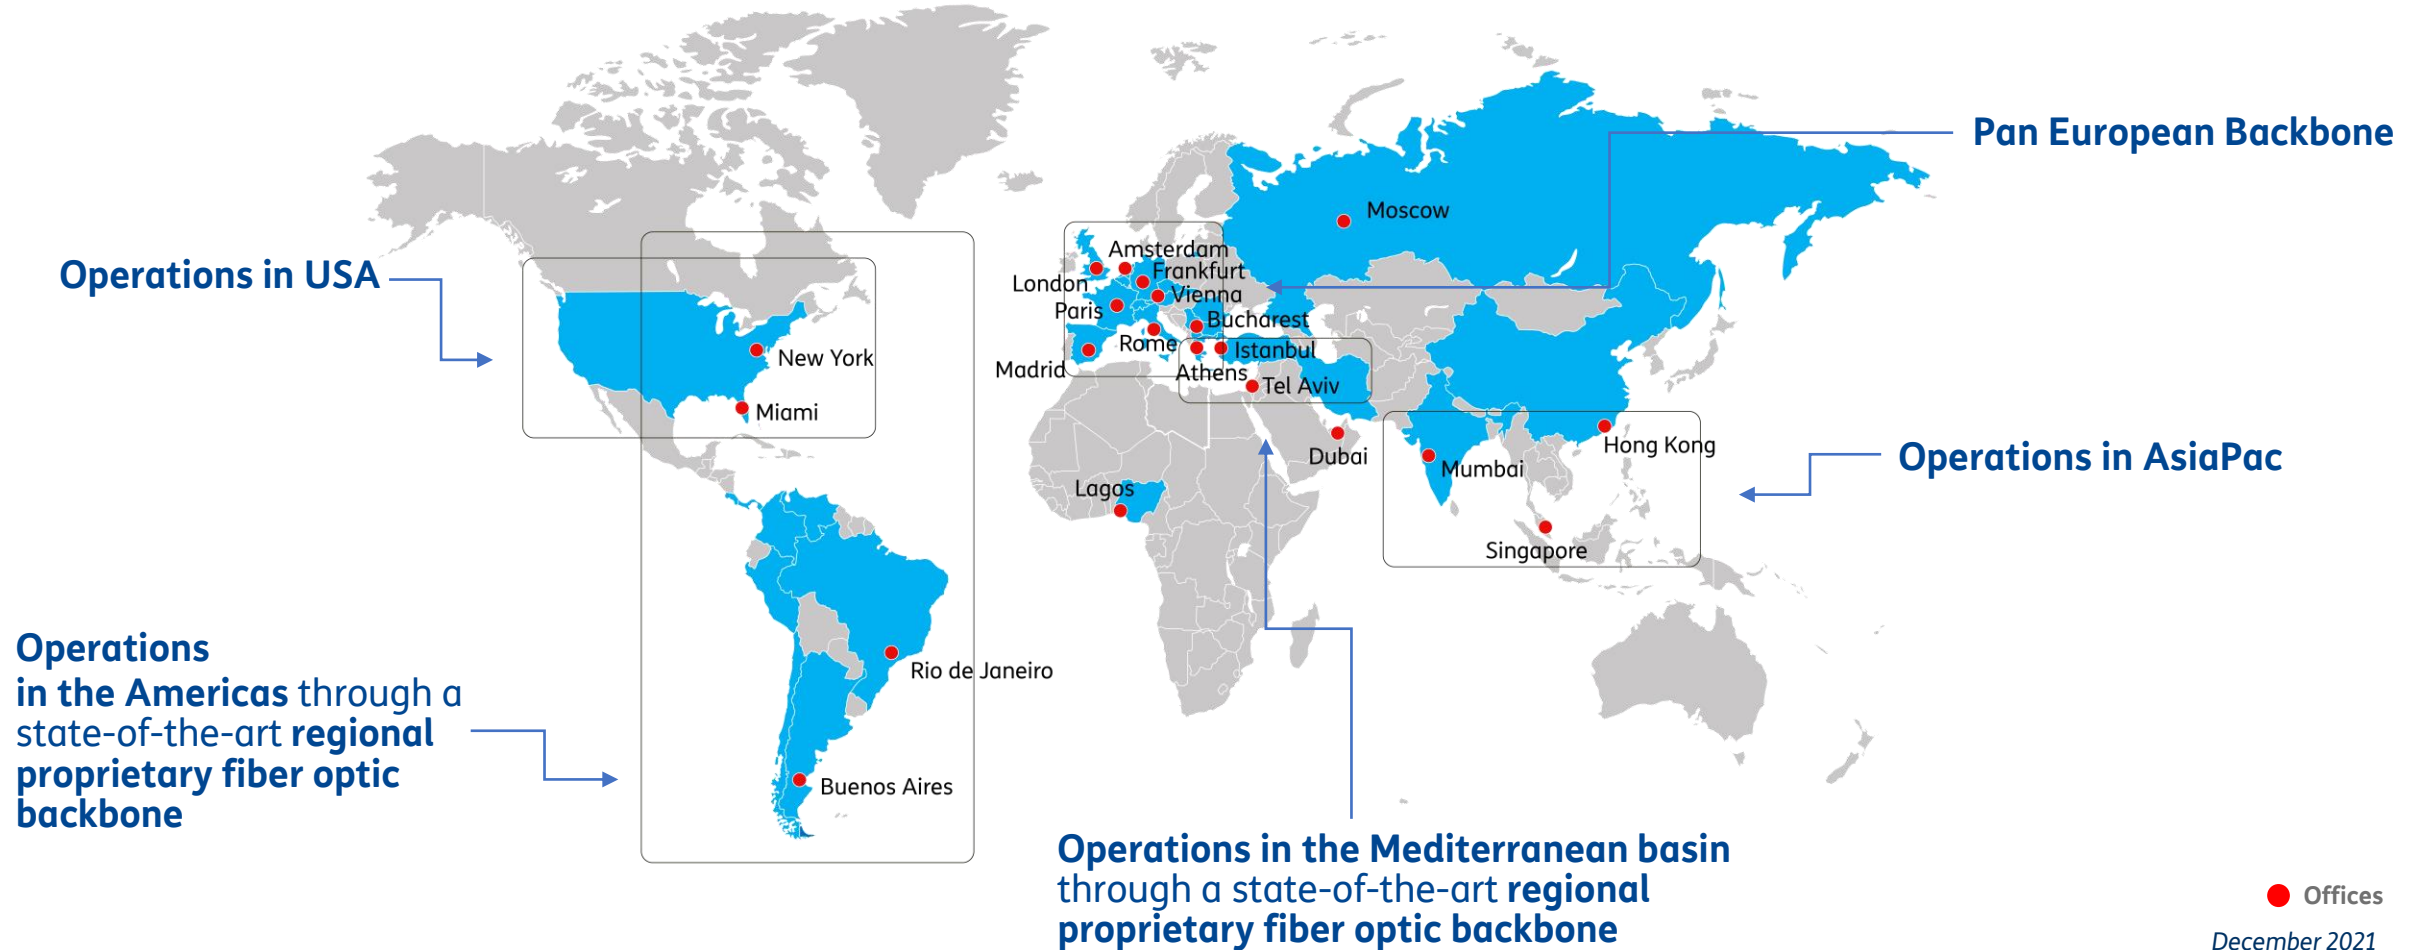 Pan European Backbone
Operations in USA
Moscow
Amsterdam
Frankfurt
London
Vienna
Paris
Bucharest
Rome
Istanbul
Madrid
Athens
Tel Aviv
New York
Miami
Dubai
Hong Kong
Mumbai
Operations in AsiaPac
Lagos
Singapore
Operations
in the Americas through a
state-of-the-art regional
proprietary fiber optic
backbone
Rio de Janeiro
Buenos Aires
Operations in the Mediterranean basin
through a state-of-the-art regional
proprietary fiber optic backbone
Offices
December 2021